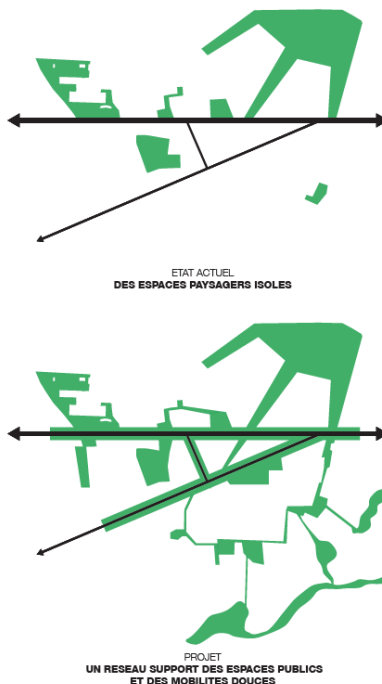 ETAT ACTUEL
DES ESPACES PAYSAGERS ISOLES
PROJET
UN RESEAU SUPPORT DES ESPACES PUBLICS
ET DES MOBILITES DOUCES